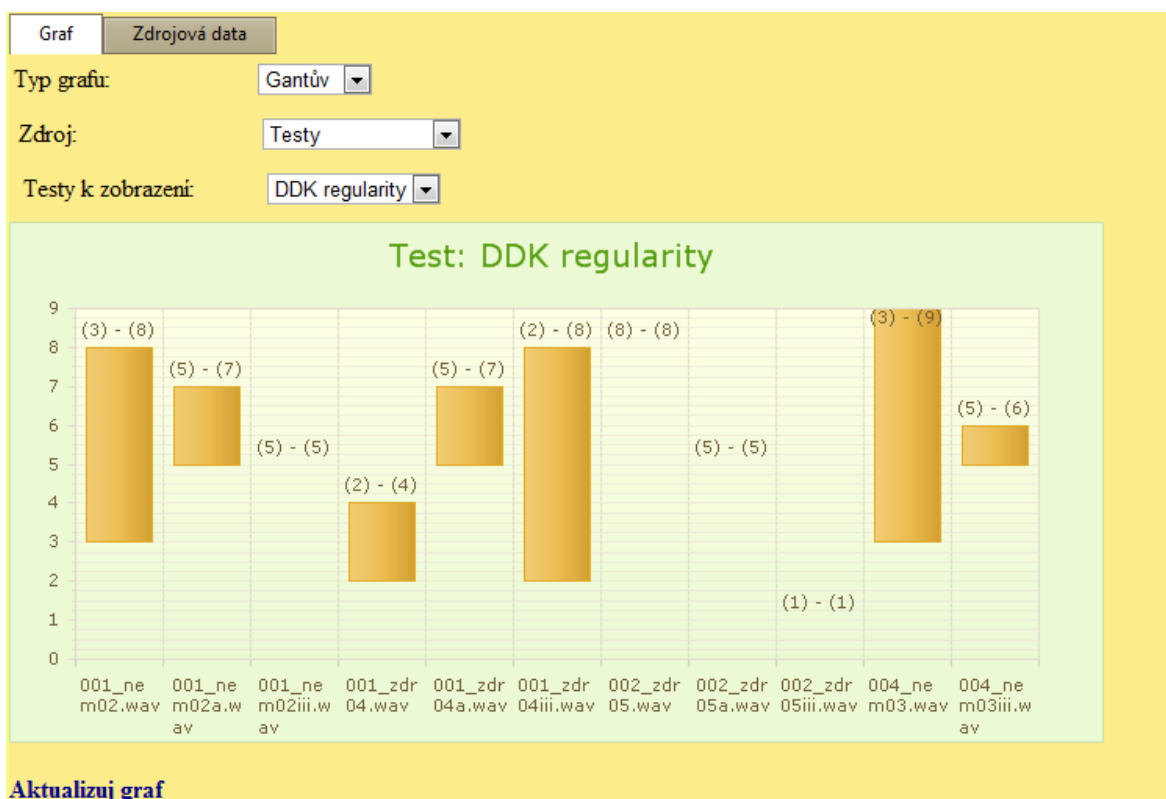 Graf Zdrojová data
Typ grafu: Gantův
Zdroj: Testy
Testy k zobrazení: DDK regularity
Test: DDK regularity
9
(3) - (8) (2) - (8) (8) - (8) (3) - (9)
8
(5) - (7) (5) - (7)
7
(5) - (6)
6
(5) - (5) (5) - (5)
5
(2) - (4)
4
3
2
(1) - (1)
1
0
001_ne 001_ne 001_ne 001_zdr 001_zdr 001_zdr 002_zdr 002_zdr 002_zdr 004_ne 004_ne
m02.wav m02a.w m02iii.w 04.wav 04a.wav 04iii.wav 05.wav 05a.wav 05iii.wav m03.wav m03iii.w
av av av
Aktualizuj graf